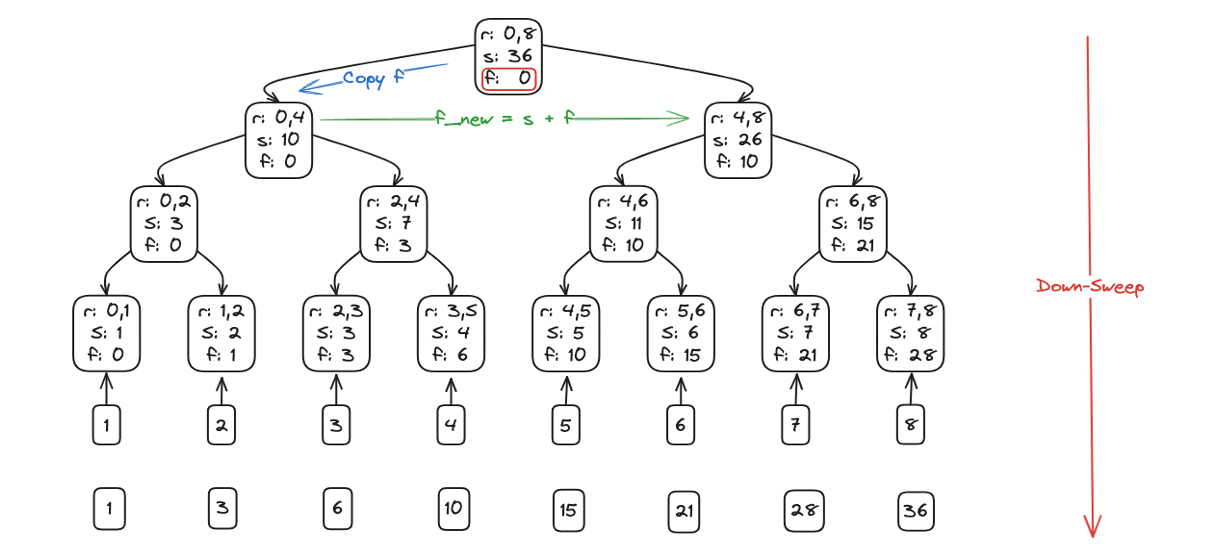 r: 0,8
s: 36
f: 0
Copy f
r: 0,4
s: 10
f: 0
f_new = s + f
r: 4,8
s: 26
f: 10
r: 0,2
s: 3
f: 0
r: 2,4
s: 7
f: 3
r: 4,6
s: 11
f: 10
r: 6,8
s: 15
f: 21
r: 0,1
s: 1
f: 0
r: 1,2
s: 2
f: 1
r: 2,3
s: 3
f: 3
r: 3,5
s: 4
f: 6
r: 4,5
s: 5
f: 10
r: 5,6
s: 6
f: 15
r: 6,7
s: 7
f: 21
r: 7,8
s: 8
f: 28
Down-Sweep
1 2 3 4 5 6 7 8
1 3 6 10 15 21 28 36